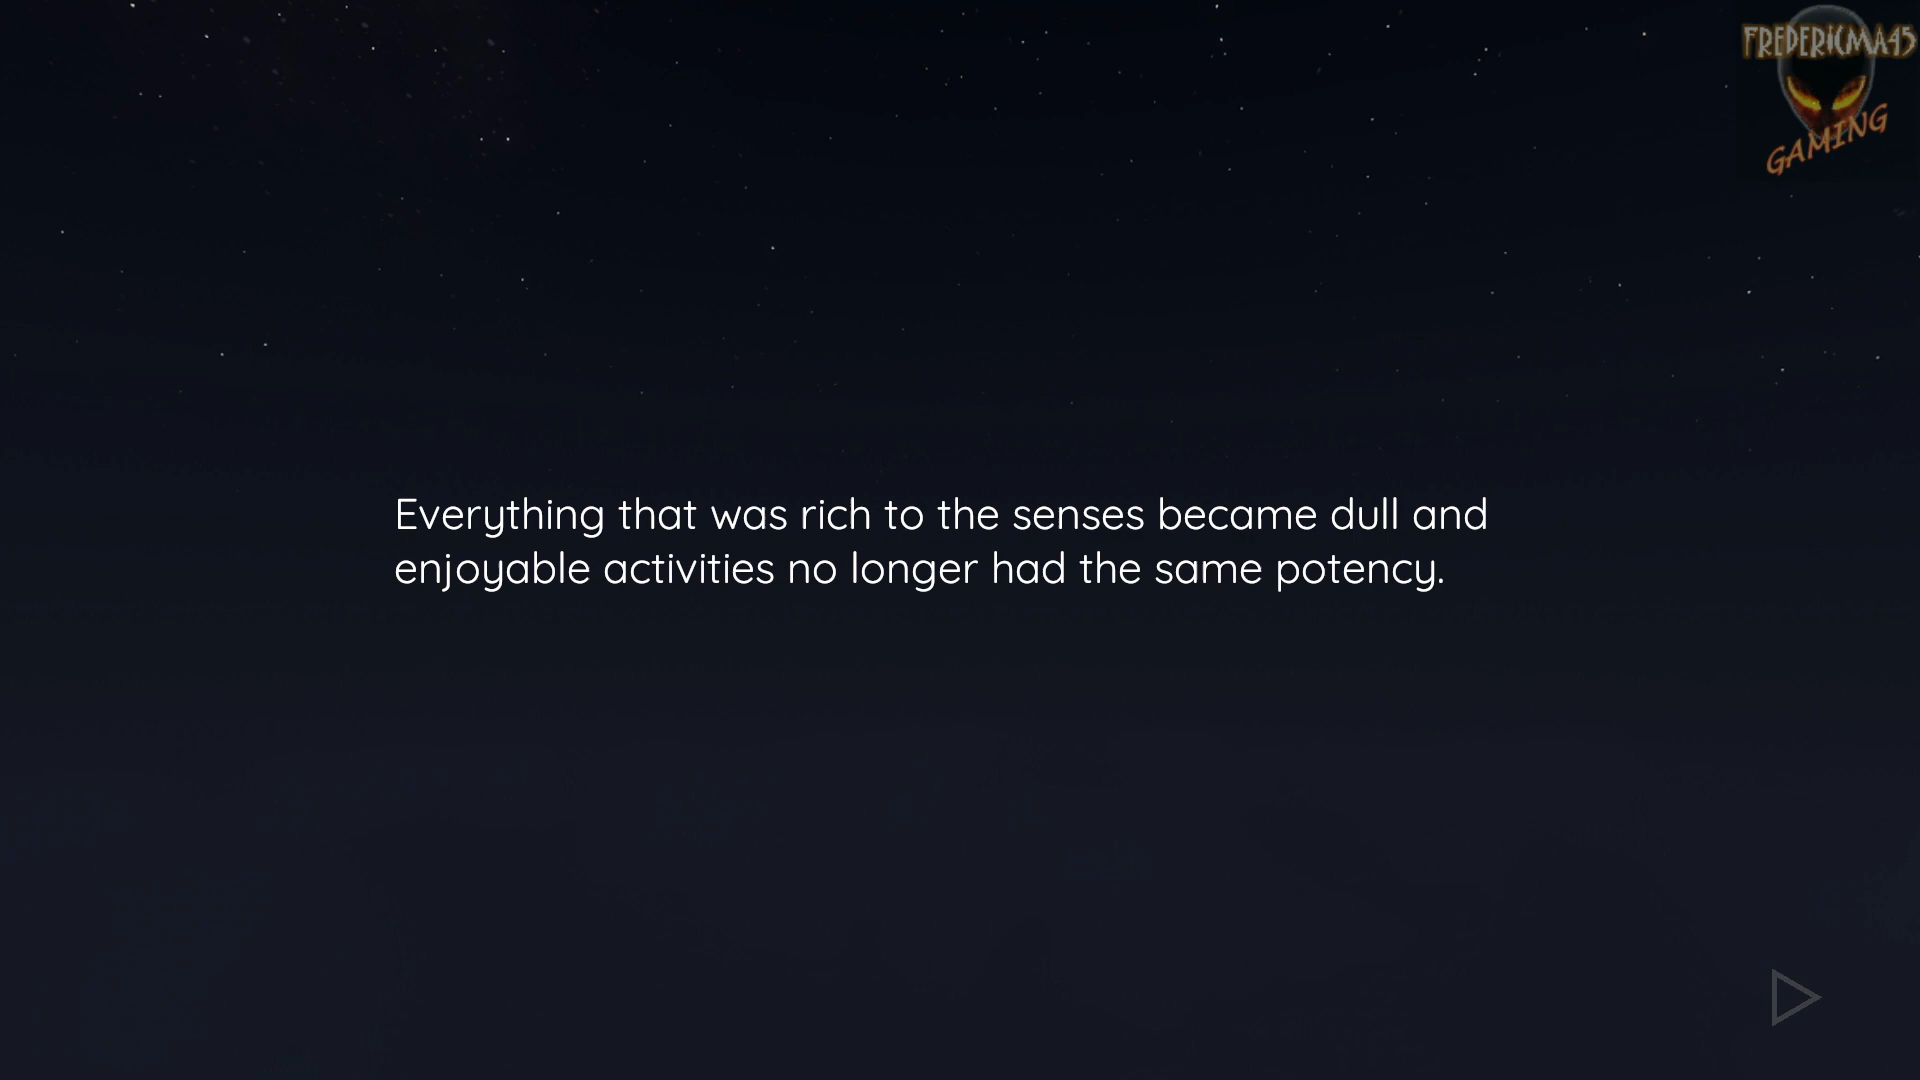 FREDERICMA45
GAMING
Everything that was rich to the senses became dull and
enjoyable activities no longer had the same potency.